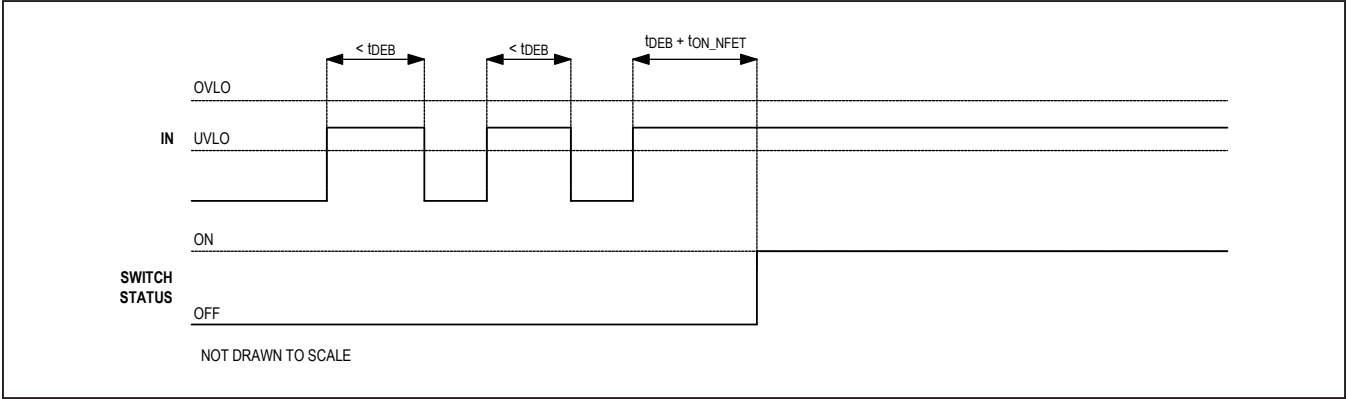 < tDEB
< tDEB
tDEB + tON_NFET
OVLO
IN
UVLO
ON
SWITCH
STATUS
OFF
NOT DRAWN TO SCALE